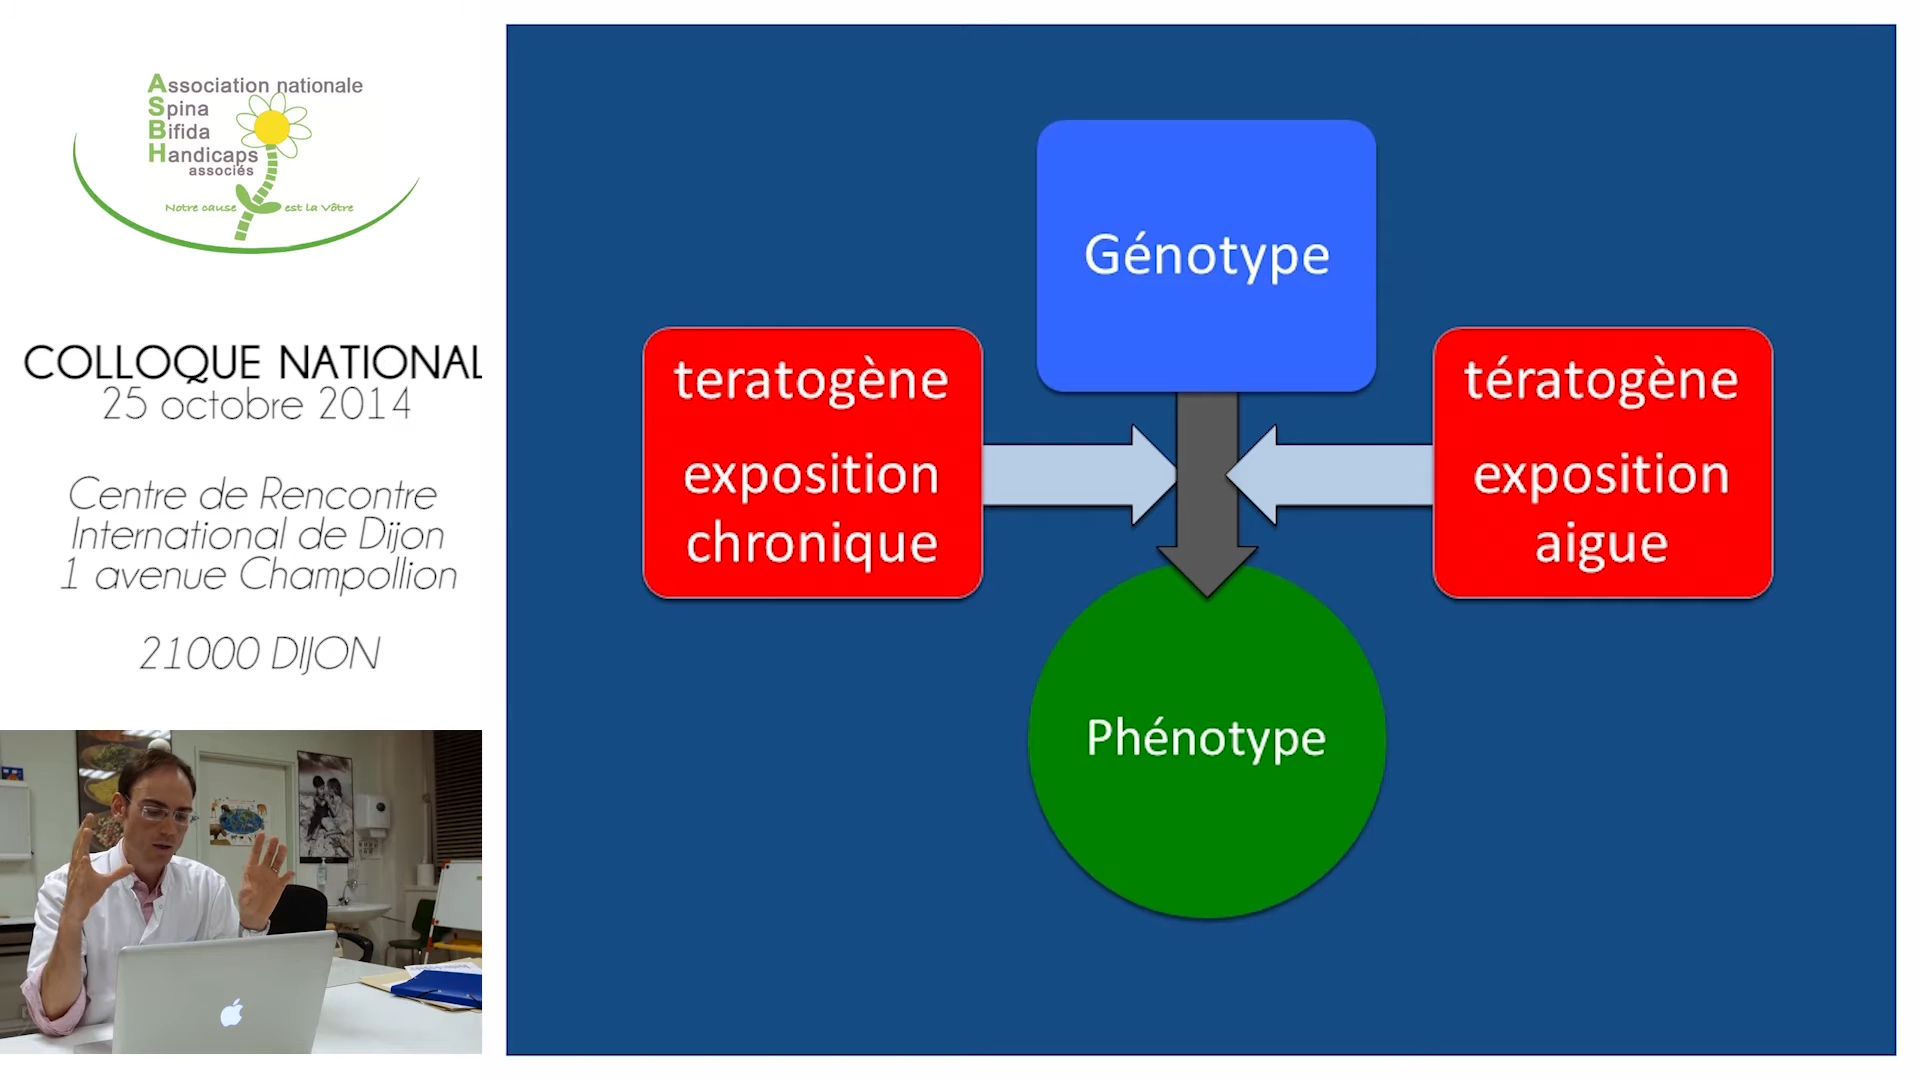 Association nationale
Spina
Bifida
Handicaps
associés
Notre cause est la Vôtre
COLLOQUE NATIONAL
25 octobre 2014
Centre de Rencontre
International de Dijon
1 avenue Champollion
21000 DIJON
Génotype
teratogène
exposition
chronique
tératogène
exposition
aigue
Phénotype